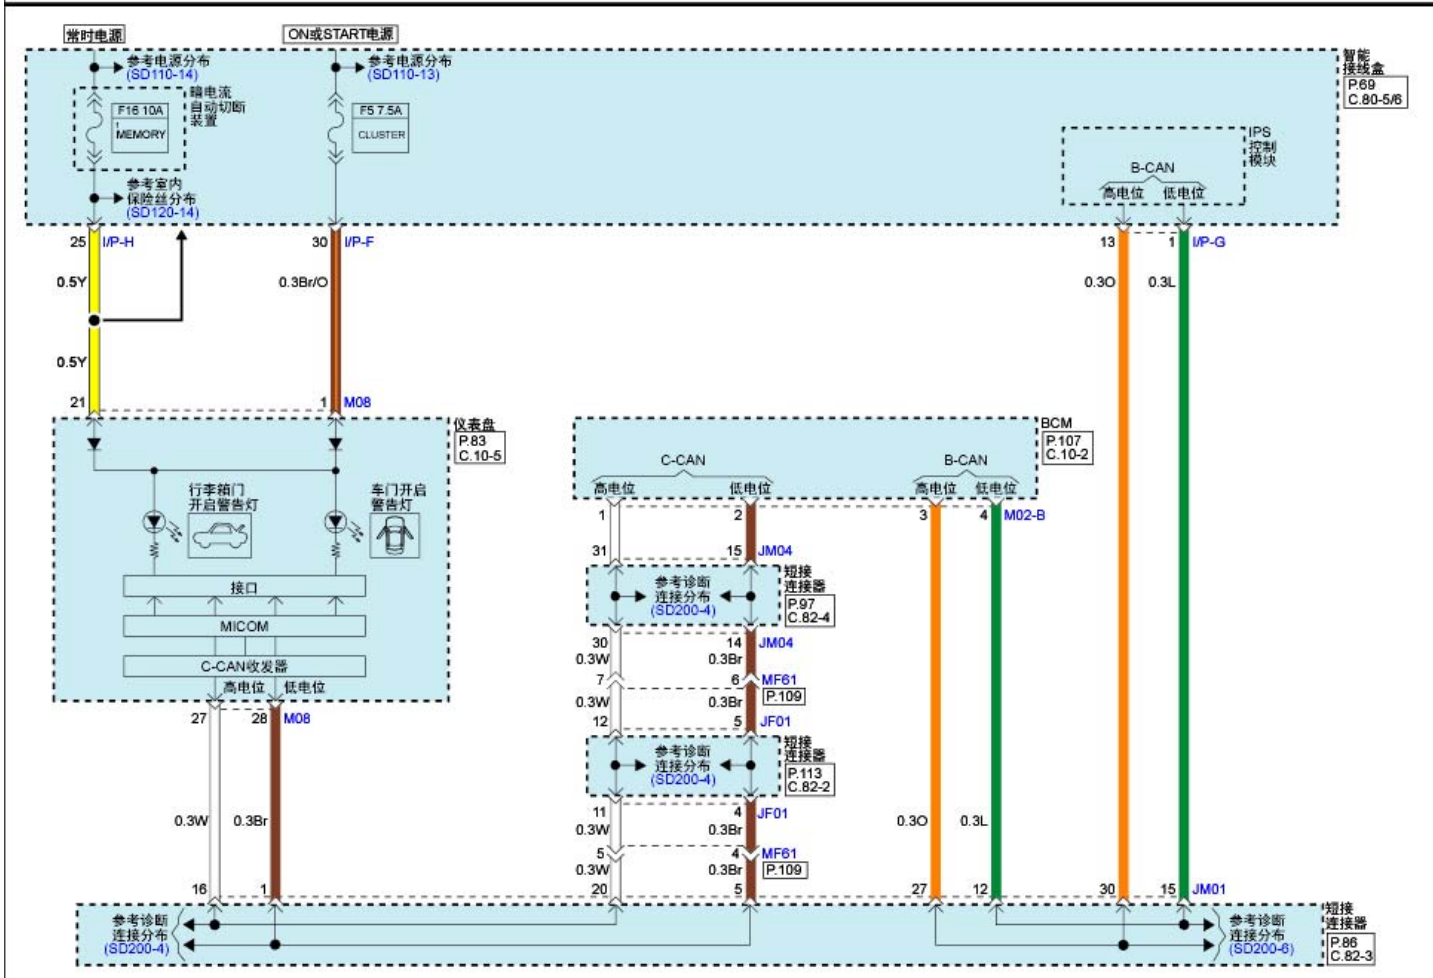 常时电源
ON或START电源
参考电源分布
(SD110-14)
参考电源分布
(SD110-13)
智能
接线盒
P.69
C.80-5/6
暗电流
自动切断
装置
F16 10A
1
MEMORY
F5 7.5A
CLUSTER
IPS
控制
模块
B-CAN
高电位
低电位
参考室内
保险丝分布
(SD120-14)
25
I/P-H
30
I/P-F
13
1
I/P-G
0.5Y
0.3Br/O
0.3O
0.3L
0.5Y
21
1
M08
仪表盘
P.83
C.10-5
BCM
P.107
C.10-2
C-CAN
B-CAN
高电位
低电位
高电位
低电位
行李箱门
开启警告灯
车门开启
警告灯
1
2
3
4
M02-B
31
15
JM04
接口
参考诊断
连接分布
(SD200-4)
短接
连接器
P.97
C.82-4
MICOM
30
14
JM04
0.3W
0.3Br
C-CAN收发器
高电位
低电位
7
6
MF61
P.109
0.3W
0.3Br
27
28
M08
12
5
JF01
参考诊断
连接分布
(SD200-4)
短接
连接器
P.113
C.82-2
11
4
JF01
0.3W
0.3Br
0.3W
0.3Br
0.3O
0.3L
5
4
MF61
P.109
0.3W
0.3Br
16
1
20
5
27
12
30
15
JM01
参考诊断
连接分布
(SD200-4)
参考诊断
连接分布
(SD200-6)
短接
连接器
P.86
C.82-3